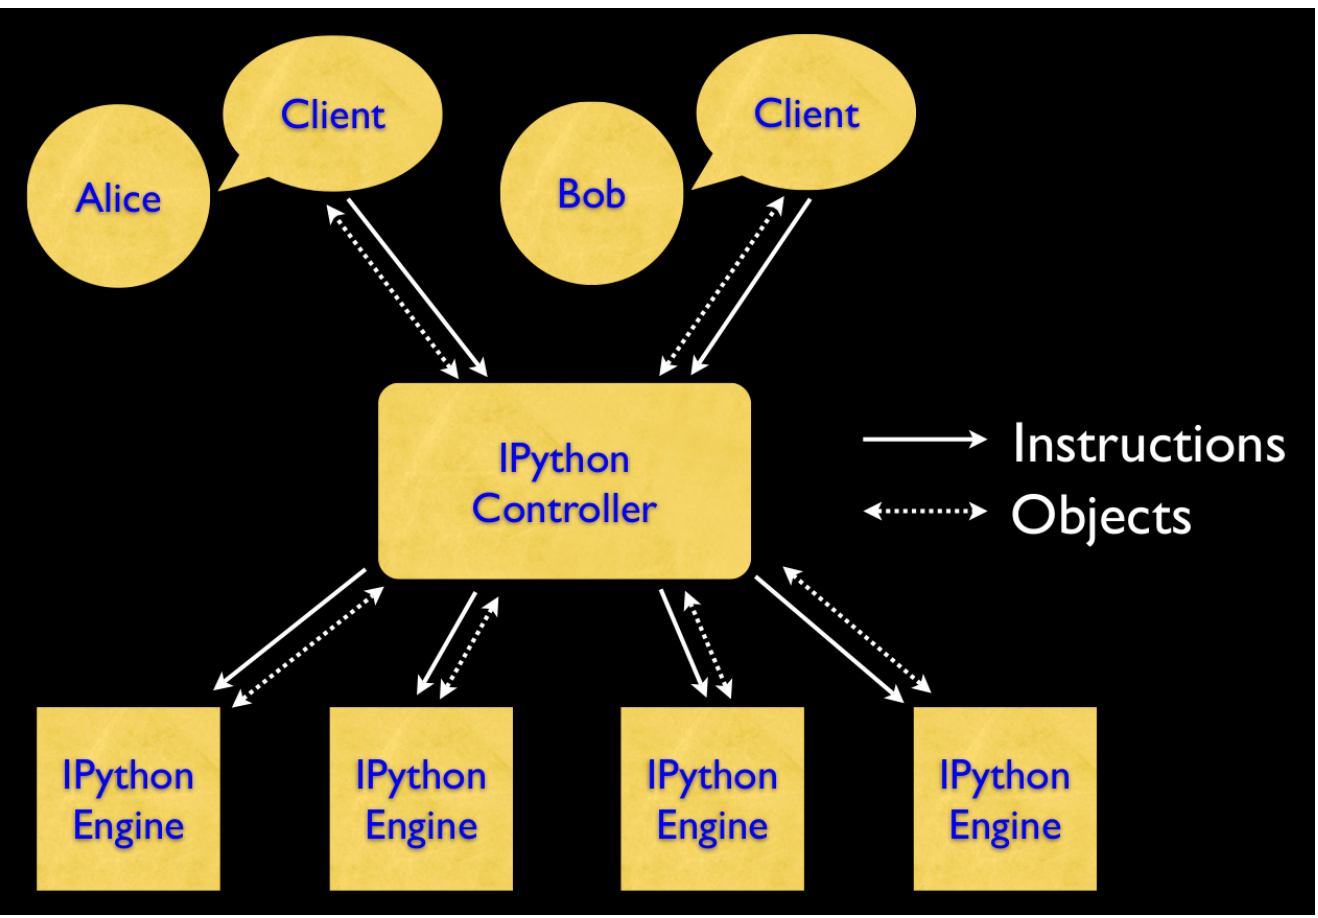 Client
Client
Alice
Bob
IPython
Controller
Instructions
Objects
IPython
Engine
IPython
Engine
IPython
Engine
IPython
Engine